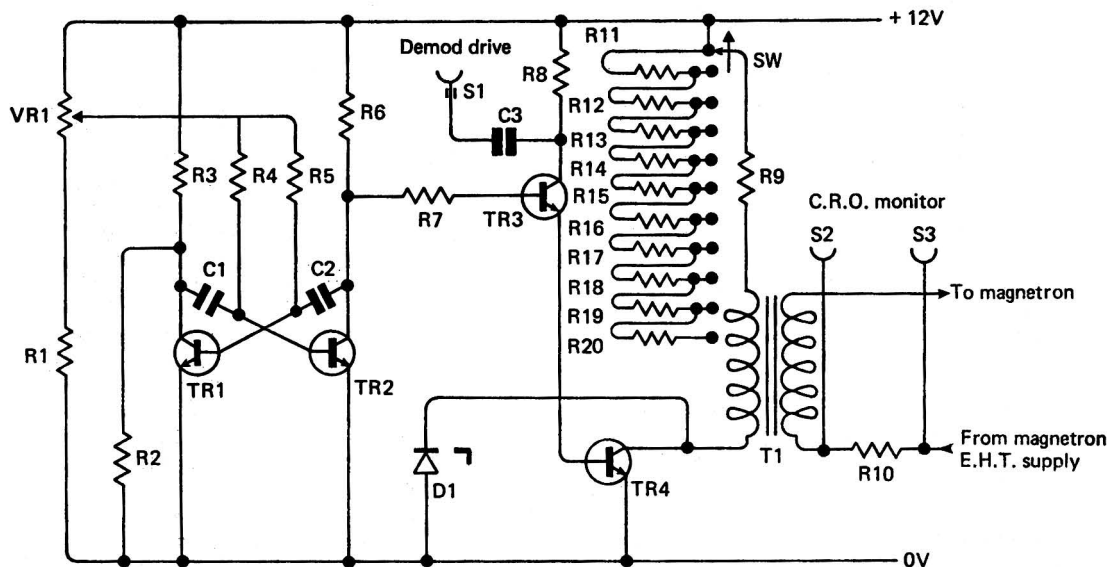 + 12V
Demod drive
S1
R11
SW
R8
R12
VR1
R6
C3
R13
R3
R4
R5
R14
R9
R15
R7
TR3
C.R.O. monitor
R16
S2
S3
R17
C1
C2
R18
To magnetron
R19
R1
R20
TR1
TR2
T1
From magnetron
E.H.T. supply
R2
D1
TR4
R10
0V